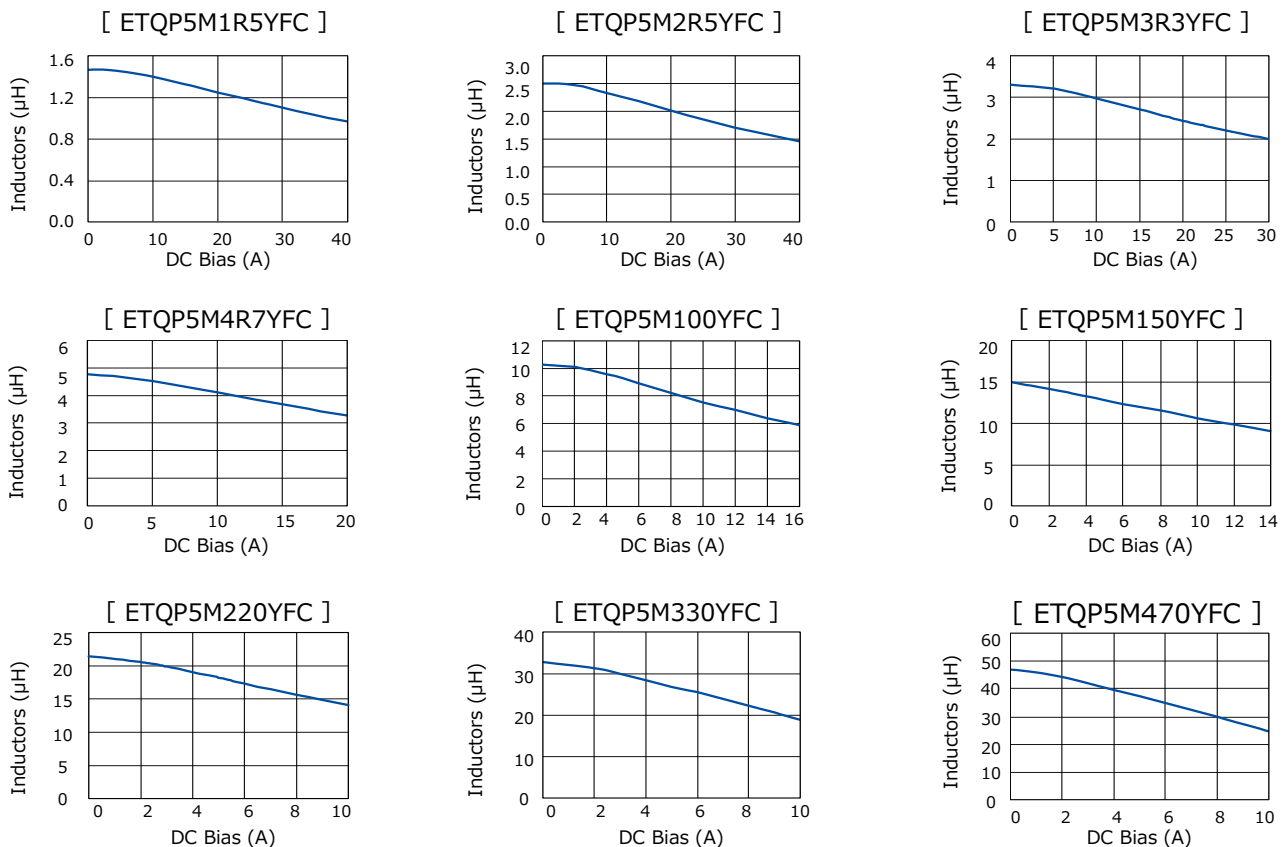 [ ETQP5M1R5YFC ]
Inductors (µH)
1.6
1.2
0.8
0.4
0.0
0 10 20 30 40
DC Bias (A)
[ ETQP5M2R5YFC ]
Inductors (µH)
3.0
2.5
2.0
1.5
1.0
0.5
0.0
0 10 20 30 40
DC Bias (A)
[ ETQP5M3R3YFC ]
Inductors (µH)
4
3
2
1
0
0 5 10 15 20 25 30
DC Bias (A)
[ ETQP5M4R7YFC ]
Inductors (µH)
6
5
4
3
2
1
0
0 5 10 15 20
DC Bias (A)
[ ETQP5M100YFC ]
Inductors (µH)
12
10
8
6
4
2
0
0 2 4 6 8 10 12 14 16
DC Bias (A)
[ ETQP5M150YFC ]
Inductors (µH)
20
15
10
5
0
0 2 4 6 8 10 12 14
DC Bias (A)
[ ETQP5M220YFC ]
Inductors (µH)
25
20
15
10
5
0
0 2 4 6 8 10
DC Bias (A)
[ ETQP5M330YFC ]
Inductors (µH)
40
30
20
10
0
0 2 4 6 8 10
DC Bias (A)
[ ETQP5M470YFC ]
Inductors (µH)
60
50
40
30
20
10
0
0 2 4 6 8 10
DC Bias (A)